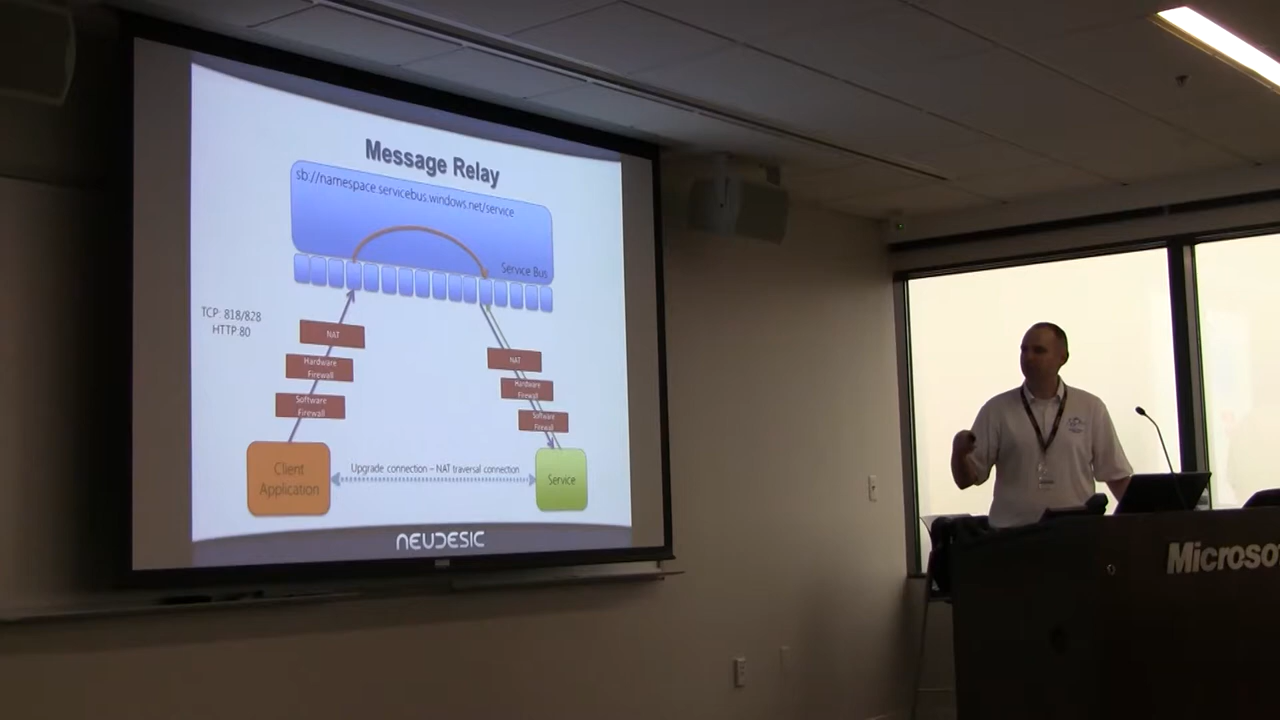 Message Relay
sb://namespace.servicebus.windows.net/service
Service Bus
TCP: 818/828
HTTP 80
NAT
Hardware
Firewall
Software
Firewall
NAT
Hardware
Firewall
Software
Firewall
Client
Application
Upgrade connection – NAT traversal connection
Service
NEUDESIC
Microso